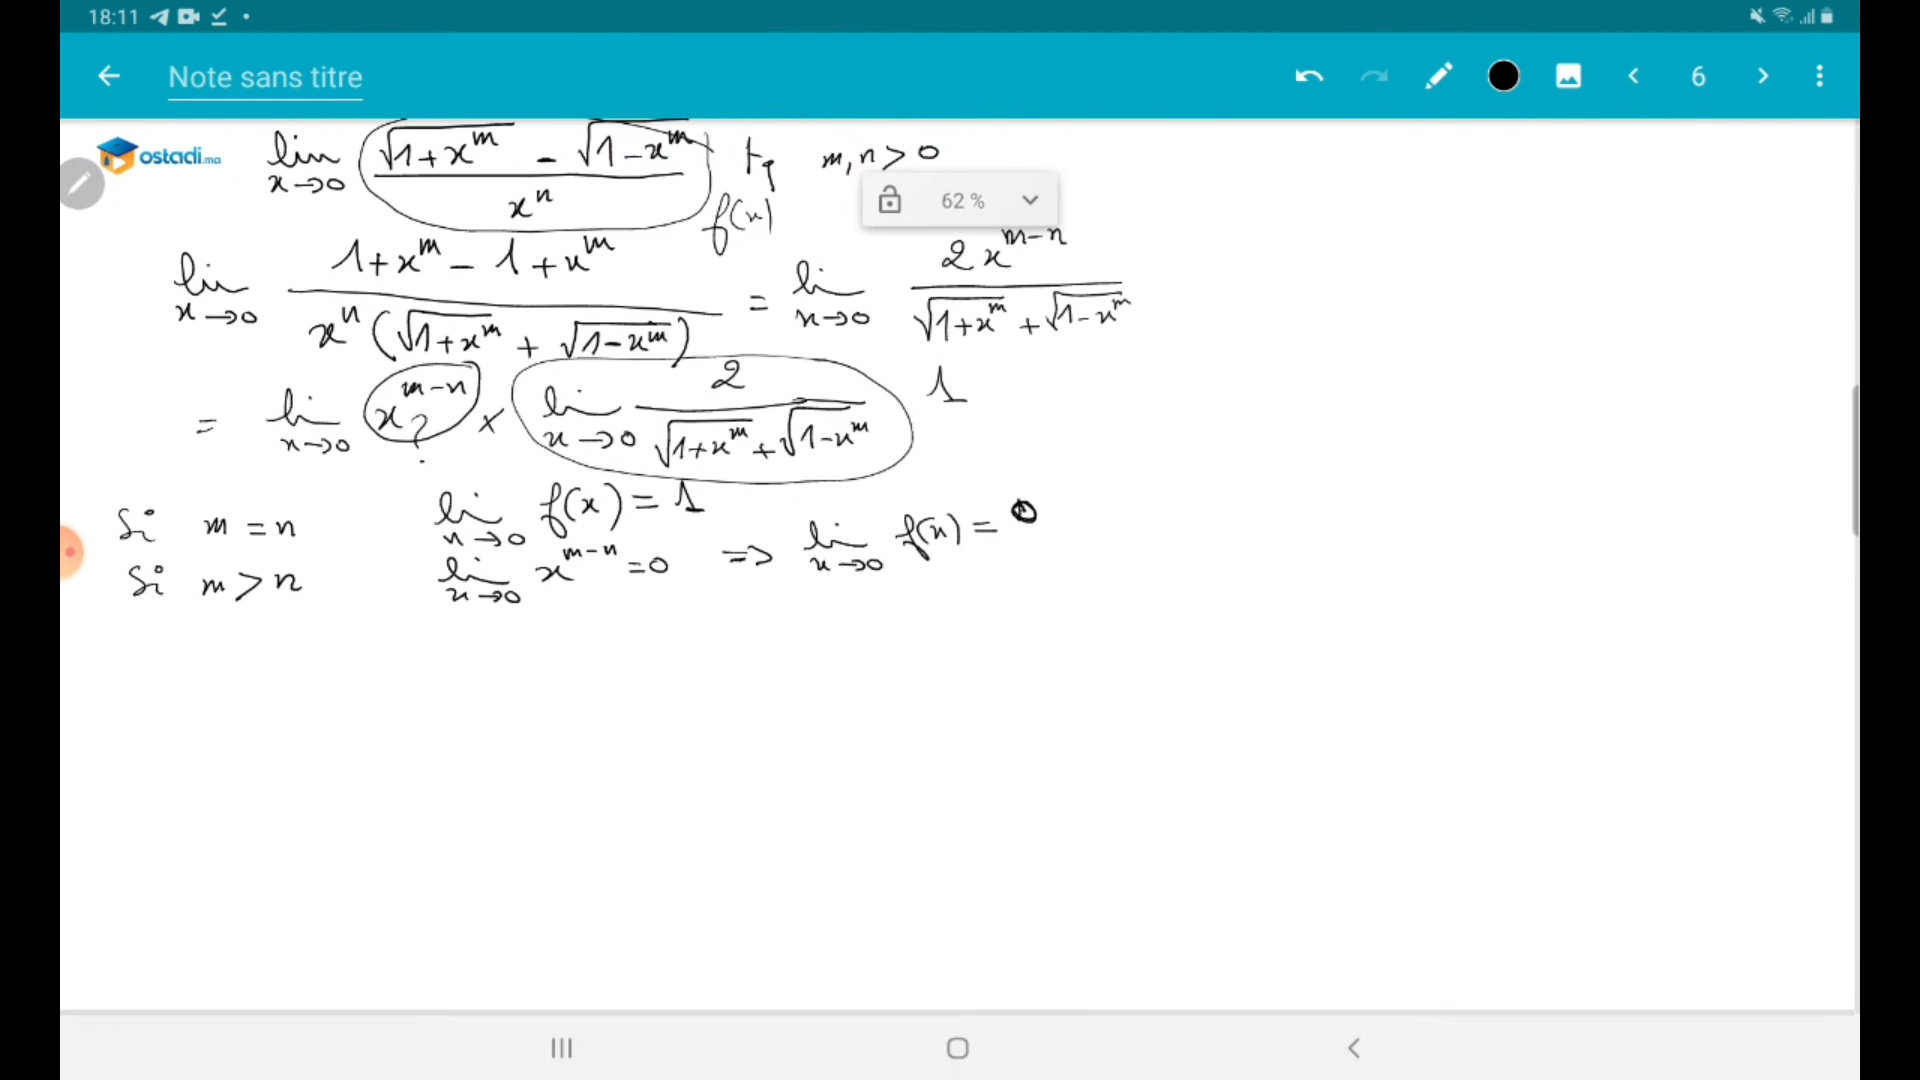 18:11
Note sans titre
6
ostadi.ma
lim x→0 (√(1+x^m) - √(1-x^m)) / x^n tq m,n > 0
62 %
f(x)
lim x→0 (1+x^m - 1+x^m) / (x^n (√(1+x^m) + √(1-x^m))) = lim x→0 2x^(m-n) / (√(1+x^m) + √(1-x^m))
= lim x→0 x^(m-n) × lim x→0 2 / (√(1+x^m) + √(1-x^m)) 1
?
Si m = n lim x→0 f(x) = 1
Si m > n lim x→0 x^(m-n) = 0 => lim x→0 f(x) = 0